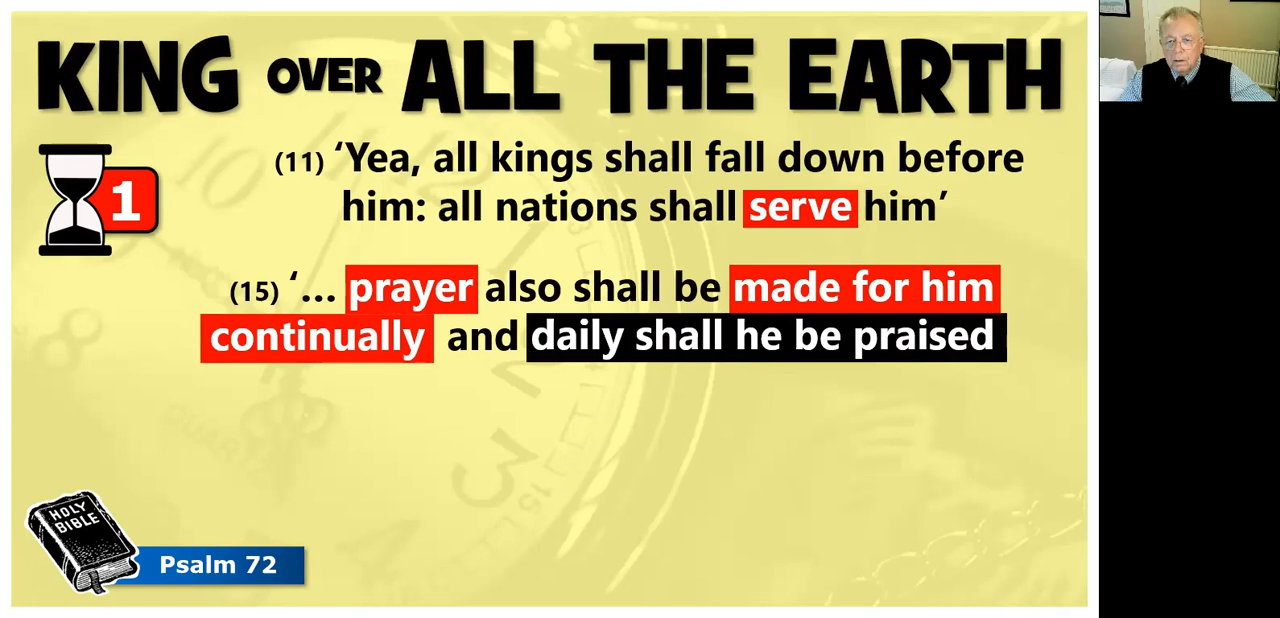 KING OVER ALL THE EARTH
1
(11) ‘Yea, all kings shall fall down before
him: all nations shall serve him’
(15) ‘... prayer also shall be made for him
continually and daily shall he be praised
HOLY
BIBLE
Psalm 72